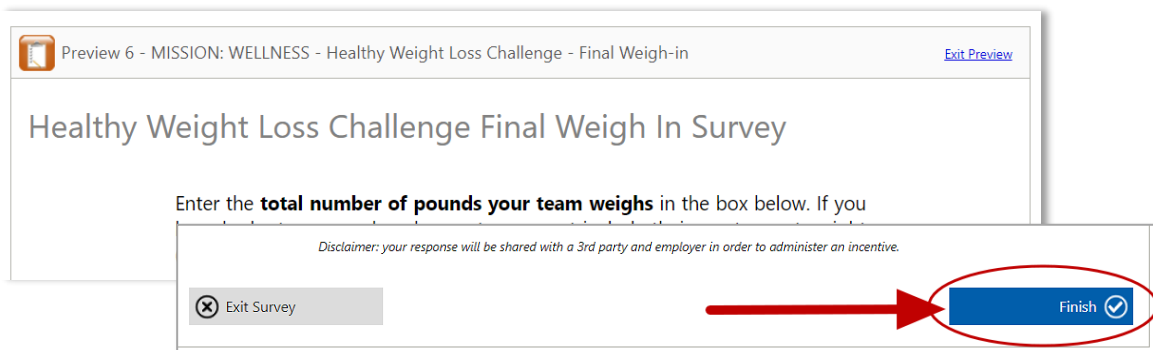 Preview 6 - MISSION: WELLNESS - Healthy Weight Loss Challenge - Final Weigh-in
Exit Preview
Healthy Weight Loss Challenge Final Weigh In Survey
Enter the total number of pounds your team weighs in the box below. If you
Disclaimer: your response will be shared with a 3rd party and employer in order to administer an incentive.
Exit Survey
Finish